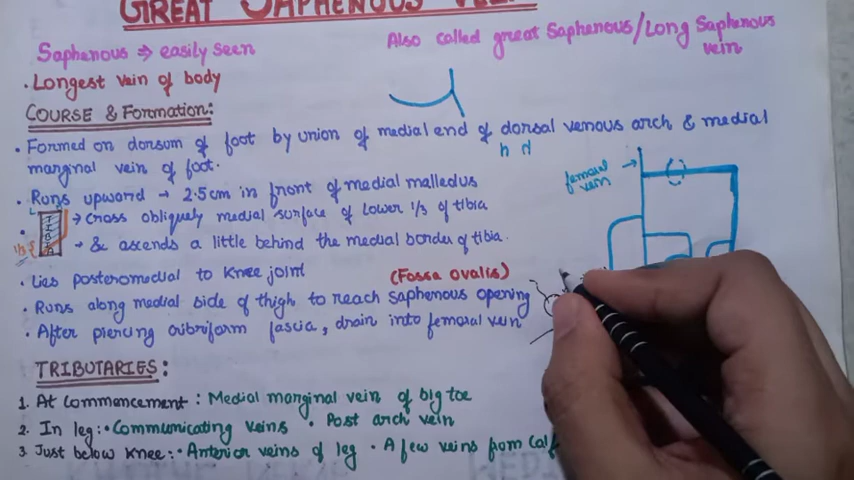 GREAT SAPHENOUS VEIN
Saphenous ⇒ easily seen
Also called great Saphenous/Long Saphenous vein
• Longest vein of body
COURSE & FORMATION:
• Formed on dorsum of foot by union of medial end of dorsal venous arch & medial
marginal vein of foot.
• Runs upward → 2.5cm in front of medial malleolus
• → Cross obliquely medial surface of lower 1/3 of tibia
TIBIA
1/3
→ & ascends a little behind the medial border of tibia.
femoral vein →
• Lies posteromedial to knee joint
(Fossa ovalis)
• Runs along medial side of thigh to reach saphenous opening
• After piercing cribriform fascia, drain into femoral vein
TRIBUTARIES:
1. At commencement: Medial marginal vein of big toe
2. In leg: • Communicating veins • Post arch vein
3. Just below knee: • Anterior veins of leg • A few veins from calf